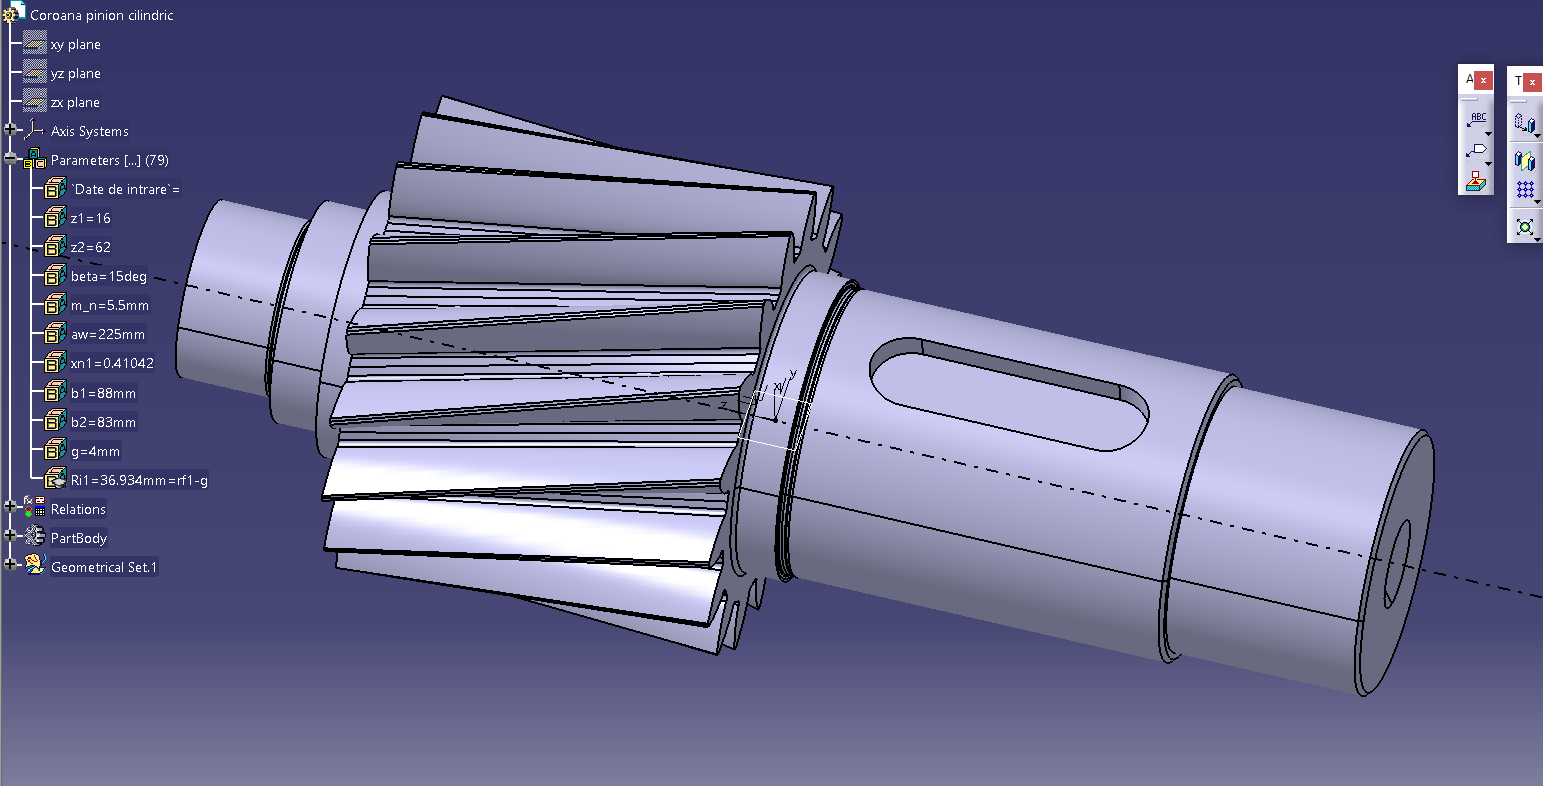 Coroana pinion cilindric
xy plane
yz plane
zx plane
Axis Systems
Parameters [...] (79)
`Date de intrare`=
z1=16
z2=62
beta=15deg
m_n=5.5mm
aw=225mm
xn1=0.41042
b1=88mm
b2=83mm
g=4mm
Ri1=36.934mm=rf1-g
Relations
PartBody
Geometrical Set.1
A x
T x
ABC
x y
z